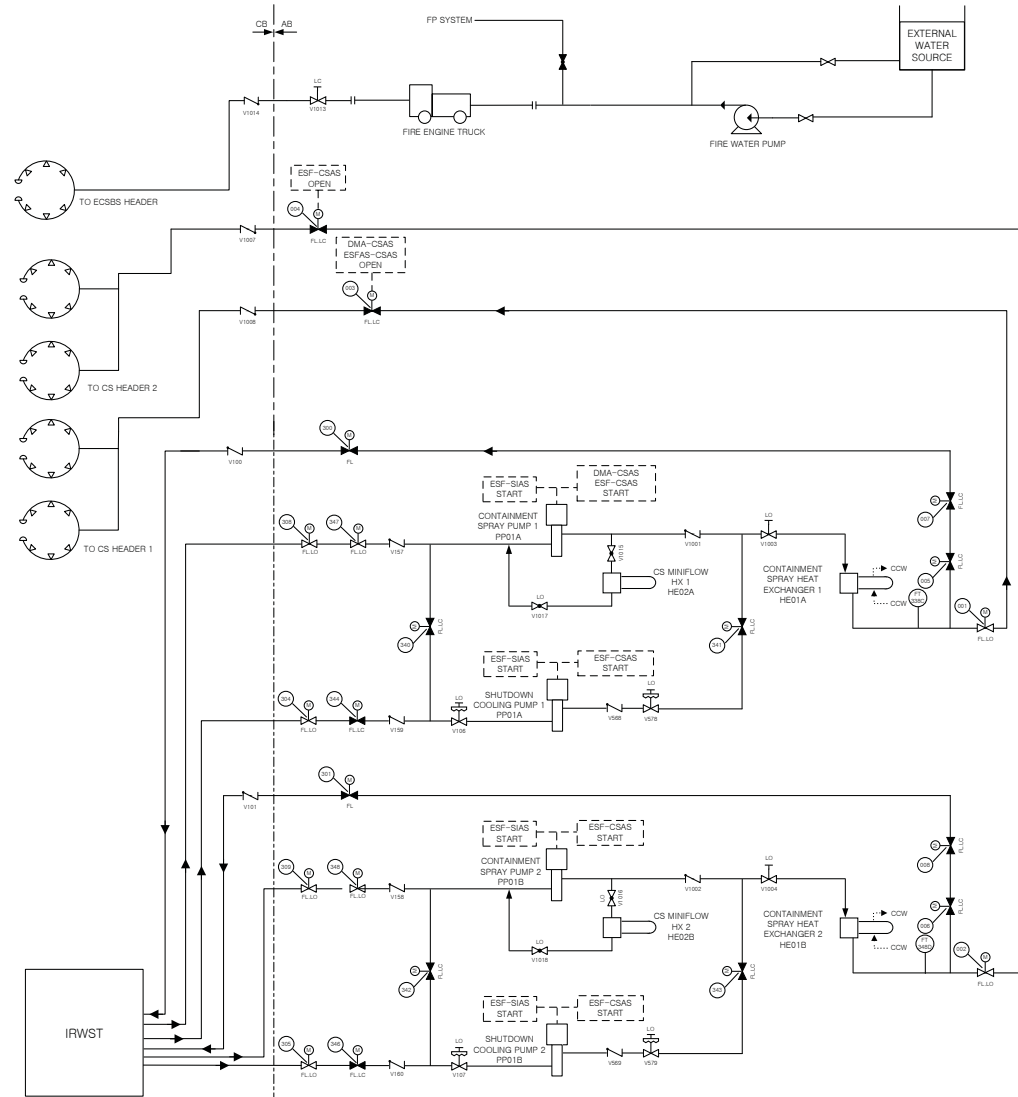 CB
AB
FP SYSTEM
EXTERNAL
WATER
SOURCE
LC
V1014
V1013
FIRE ENGINE TRUCK
FIRE WATER PUMP
ESF-CSAS
OPEN
TO ECSBS HEADER
004
M
V1007
FL.LC
DMA-CSAS
ESFAS-CSAS
OPEN
003
M
V1008
FL.LC
TO CS HEADER 2
300
M
V100
FL
DMA-CSAS
ESF-CSAS
START
ESF-SIAS
START
CONTAINMENT
SPRAY PUMP 1
PP01A
M
007
FL.LC
308
M
347
M
TO CS HEADER 1
FL.LO
FL.LO
V157
V1015
V1001
LO
V1003
CS MINIFLOW
HX 1
HE02A
CONTAINMENT
SPRAY HEAT
EXCHANGER 1
HE01A
CCW
CCW
M
005
FL.LC
FT
338C
001
M
FL.LO
LO
V1017
M
340
FL.LC
M
341
FL.LC
ESF-SIAS
START
ESF-CSAS
START
304
M
344
M
LO
SHUTDOWN
COOLING PUMP 1
PP01A
LO
FL.LO
FL.LC
V159
V106
V568
V578
301
M
V101
FL
ESF-SIAS
START
ESF-CSAS
START
CONTAINMENT
SPRAY PUMP 2
PP01B
M
008
FL.LC
309
M
348
M
FL.LO
FL.LO
V158
LO
V1016
V1002
LO
V1004
CS MINIFLOW
HX 2
HE02B
CONTAINMENT
SPRAY HEAT
EXCHANGER 2
HE01B
CCW
CCW
M
006
FL.LC
FT
348D
002
M
FL.LO
LO
V1018
M
342
FL.LC
M
343
FL.LC
ESF-SIAS
START
ESF-CSAS
START
IRWST
305
M
346
M
LO
SHUTDOWN
COOLING PUMP 2
PP01B
LO
FL.LO
FL.LC
V160
V107
V569
V579